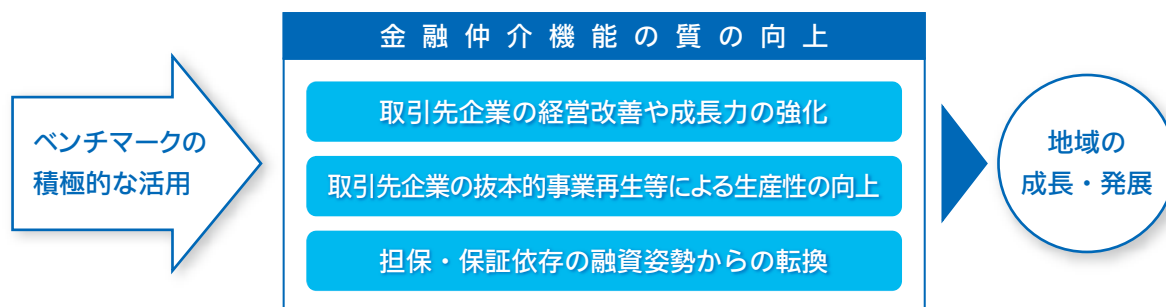 金融仲介機能の質の向上
ベンチマークの
積極的な活用
取引先企業の経営改善や成長力の強化
取引先企業の抜本的事業再生等による生産性の向上
担保・保証依存の融資姿勢からの転換
地域の
成長・発展